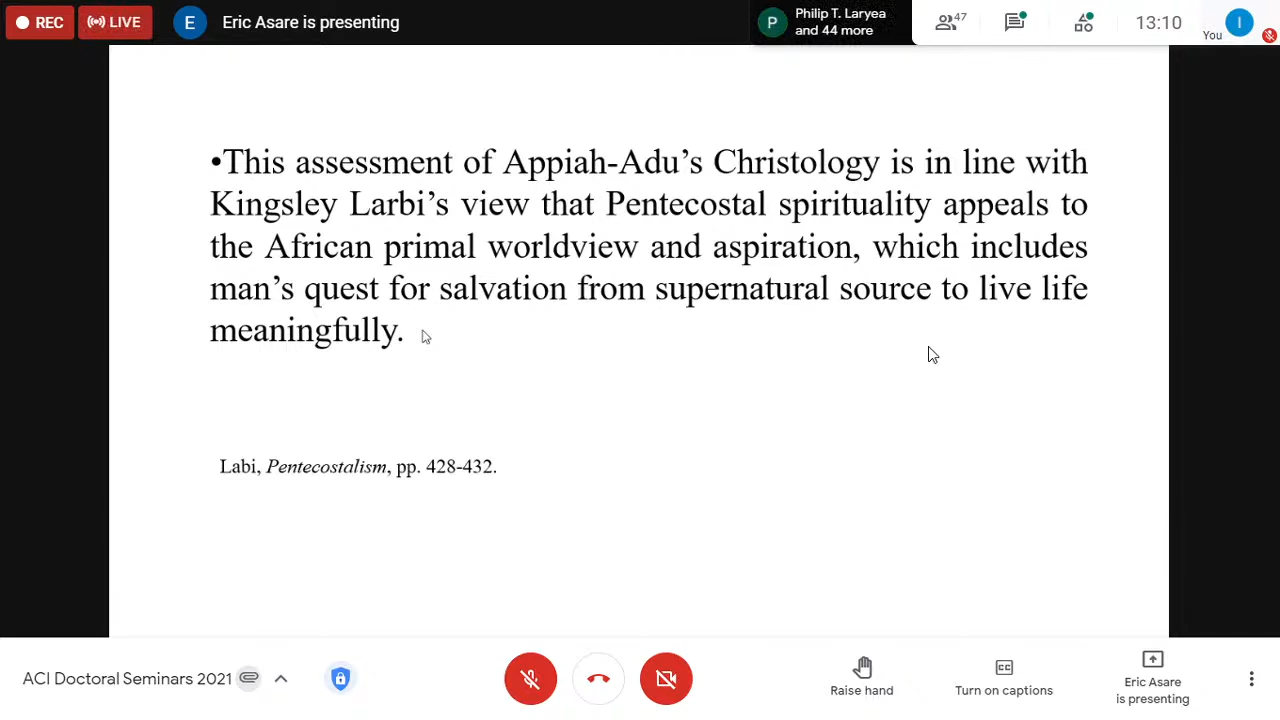 REC
LIVE
E
Eric Asare is presenting
P
Philip T. Laryea
and 44 more
47
13:10
You
I
•This assessment of Appiah-Adu’s Christology is in line with
Kingsley Larbi’s view that Pentecostal spirituality appeals to
the African primal worldview and aspiration, which includes
man’s quest for salvation from supernatural source to live life
meaningfully.
Labi, Pentecostalism, pp. 428-432.
ACI Doctoral Seminars 2021
Raise hand
CC
Turn on captions
Eric Asare
is presenting